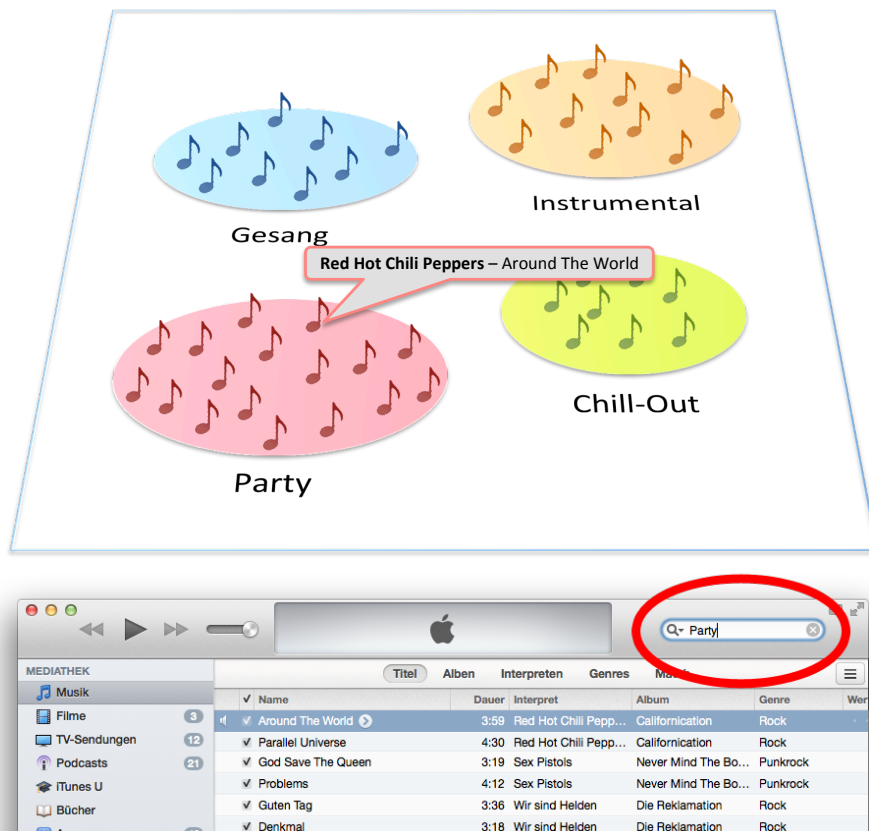 Instrumental
Gesang
Red Hot Chili Peppers – Around The World
Chill-Out
Party
Party
MEDIATHEK
Titel Alben Interpreten Genres
Musik
✓ Name Dauer Interpret Album Genre Wer
Filme 3
✓ Around The World 3:59 Red Hot Chili Pepp... Californication Rock
TV-Sendungen 12
✓ Parallel Universe 4:30 Red Hot Chili Pepp... Californication Rock
Podcasts 21
✓ God Save The Queen 3:19 Sex Pistols Never Mind The Bo... Punkrock
iTunes U
✓ Problems 4:12 Sex Pistols Never Mind The Bo... Punkrock
Bücher
✓ Guten Tag 3:36 Wir sind Helden Die Reklamation Rock
✓ Denkmal 3:18 Wir sind Helden Die Reklamation Rock